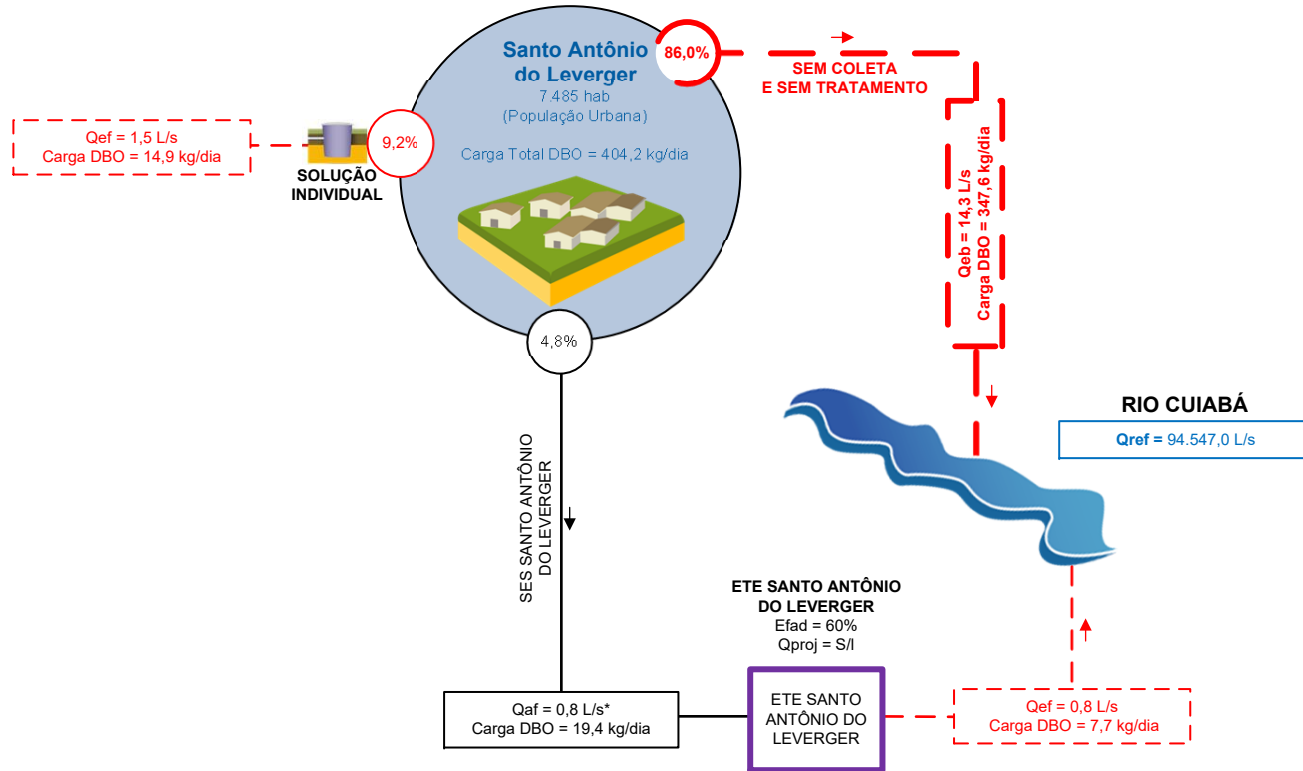 Santo Antônio
do Leverger
7.485 hab
(População Urbana)
Carga Total DBO = 404,2 kg/dia
86,0%
SEM COLETA
E SEM TRATAMENTO
Qef = 1,5 L/s
Carga DBO = 14,9 kg/dia
SOLUÇÃO
INDIVIDUAL
9,2%
Qeb = 14,3 L/s
Carga DBO = 347,6 kg/dia
4,8%
RIO CUIABÁ
Qref = 94.547,0 L/s
SES SANTO ANTÔNIO
DO LEVERGER
ETE SANTO ANTÔNIO
DO LEVERGER
Efad = 60%
Qproj = S/I
Qaf = 0,8 L/s*
Carga DBO = 19,4 kg/dia
ETE SANTO
ANTÔNIO DO
LEVERGER
Qef = 0,8 L/s
Carga DBO = 7,7 kg/dia